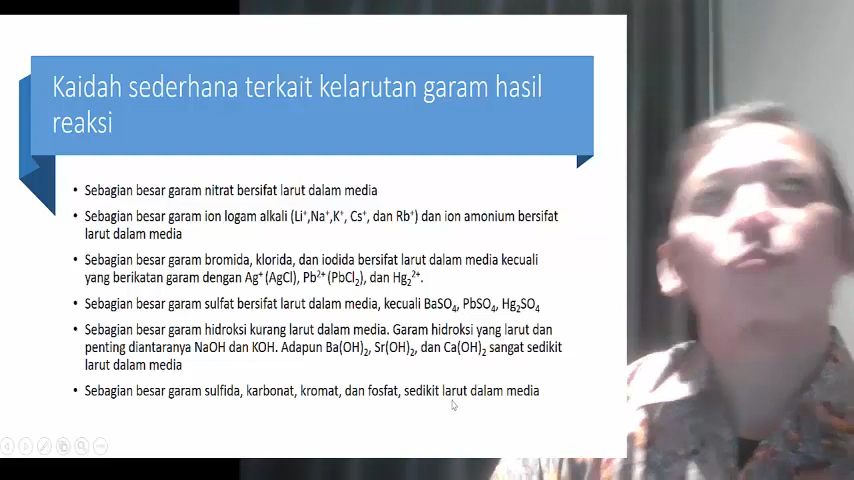 Kaidah sederhana terkait kelarutan garam hasil
reaksi
• Sebagian besar garam nitrat bersifat larut dalam media
• Sebagian besar garam ion logam alkali (Li⁺,Na⁺,K⁺, Cs⁺, dan Rb⁺) dan ion amonium bersifat
larut dalam media
• Sebagian besar garam bromida, klorida, dan iodida bersifat larut dalam media kecuali
yang berikatan garam dengan Ag⁺ (AgCl), Pb²⁺ (PbCl₂), dan Hg₂²⁺.
• Sebagian besar garam sulfat bersifat larut dalam media, kecuali BaSO₄, PbSO₄, Hg₂SO₄
• Sebagian besar garam hidroksi kurang larut dalam media. Garam hidroksi yang larut dan
penting diantaranya NaOH dan KOH. Adapun Ba(OH)₂, Sr(OH)₂, dan Ca(OH)₂ sangat sedikit
larut dalam media
• Sebagian besar garam sulfida, karbonat, kromat, dan fosfat, sedikit larut dalam media